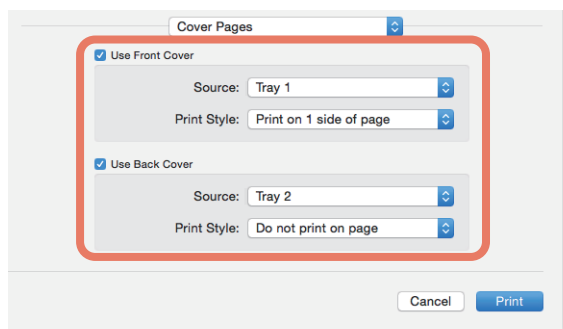 Cover Pages
Use Front Cover
Source: Tray 1
Print Style: Print on 1 side of page
Use Back Cover
Source: Tray 2
Print Style: Do not print on page
Cancel Print